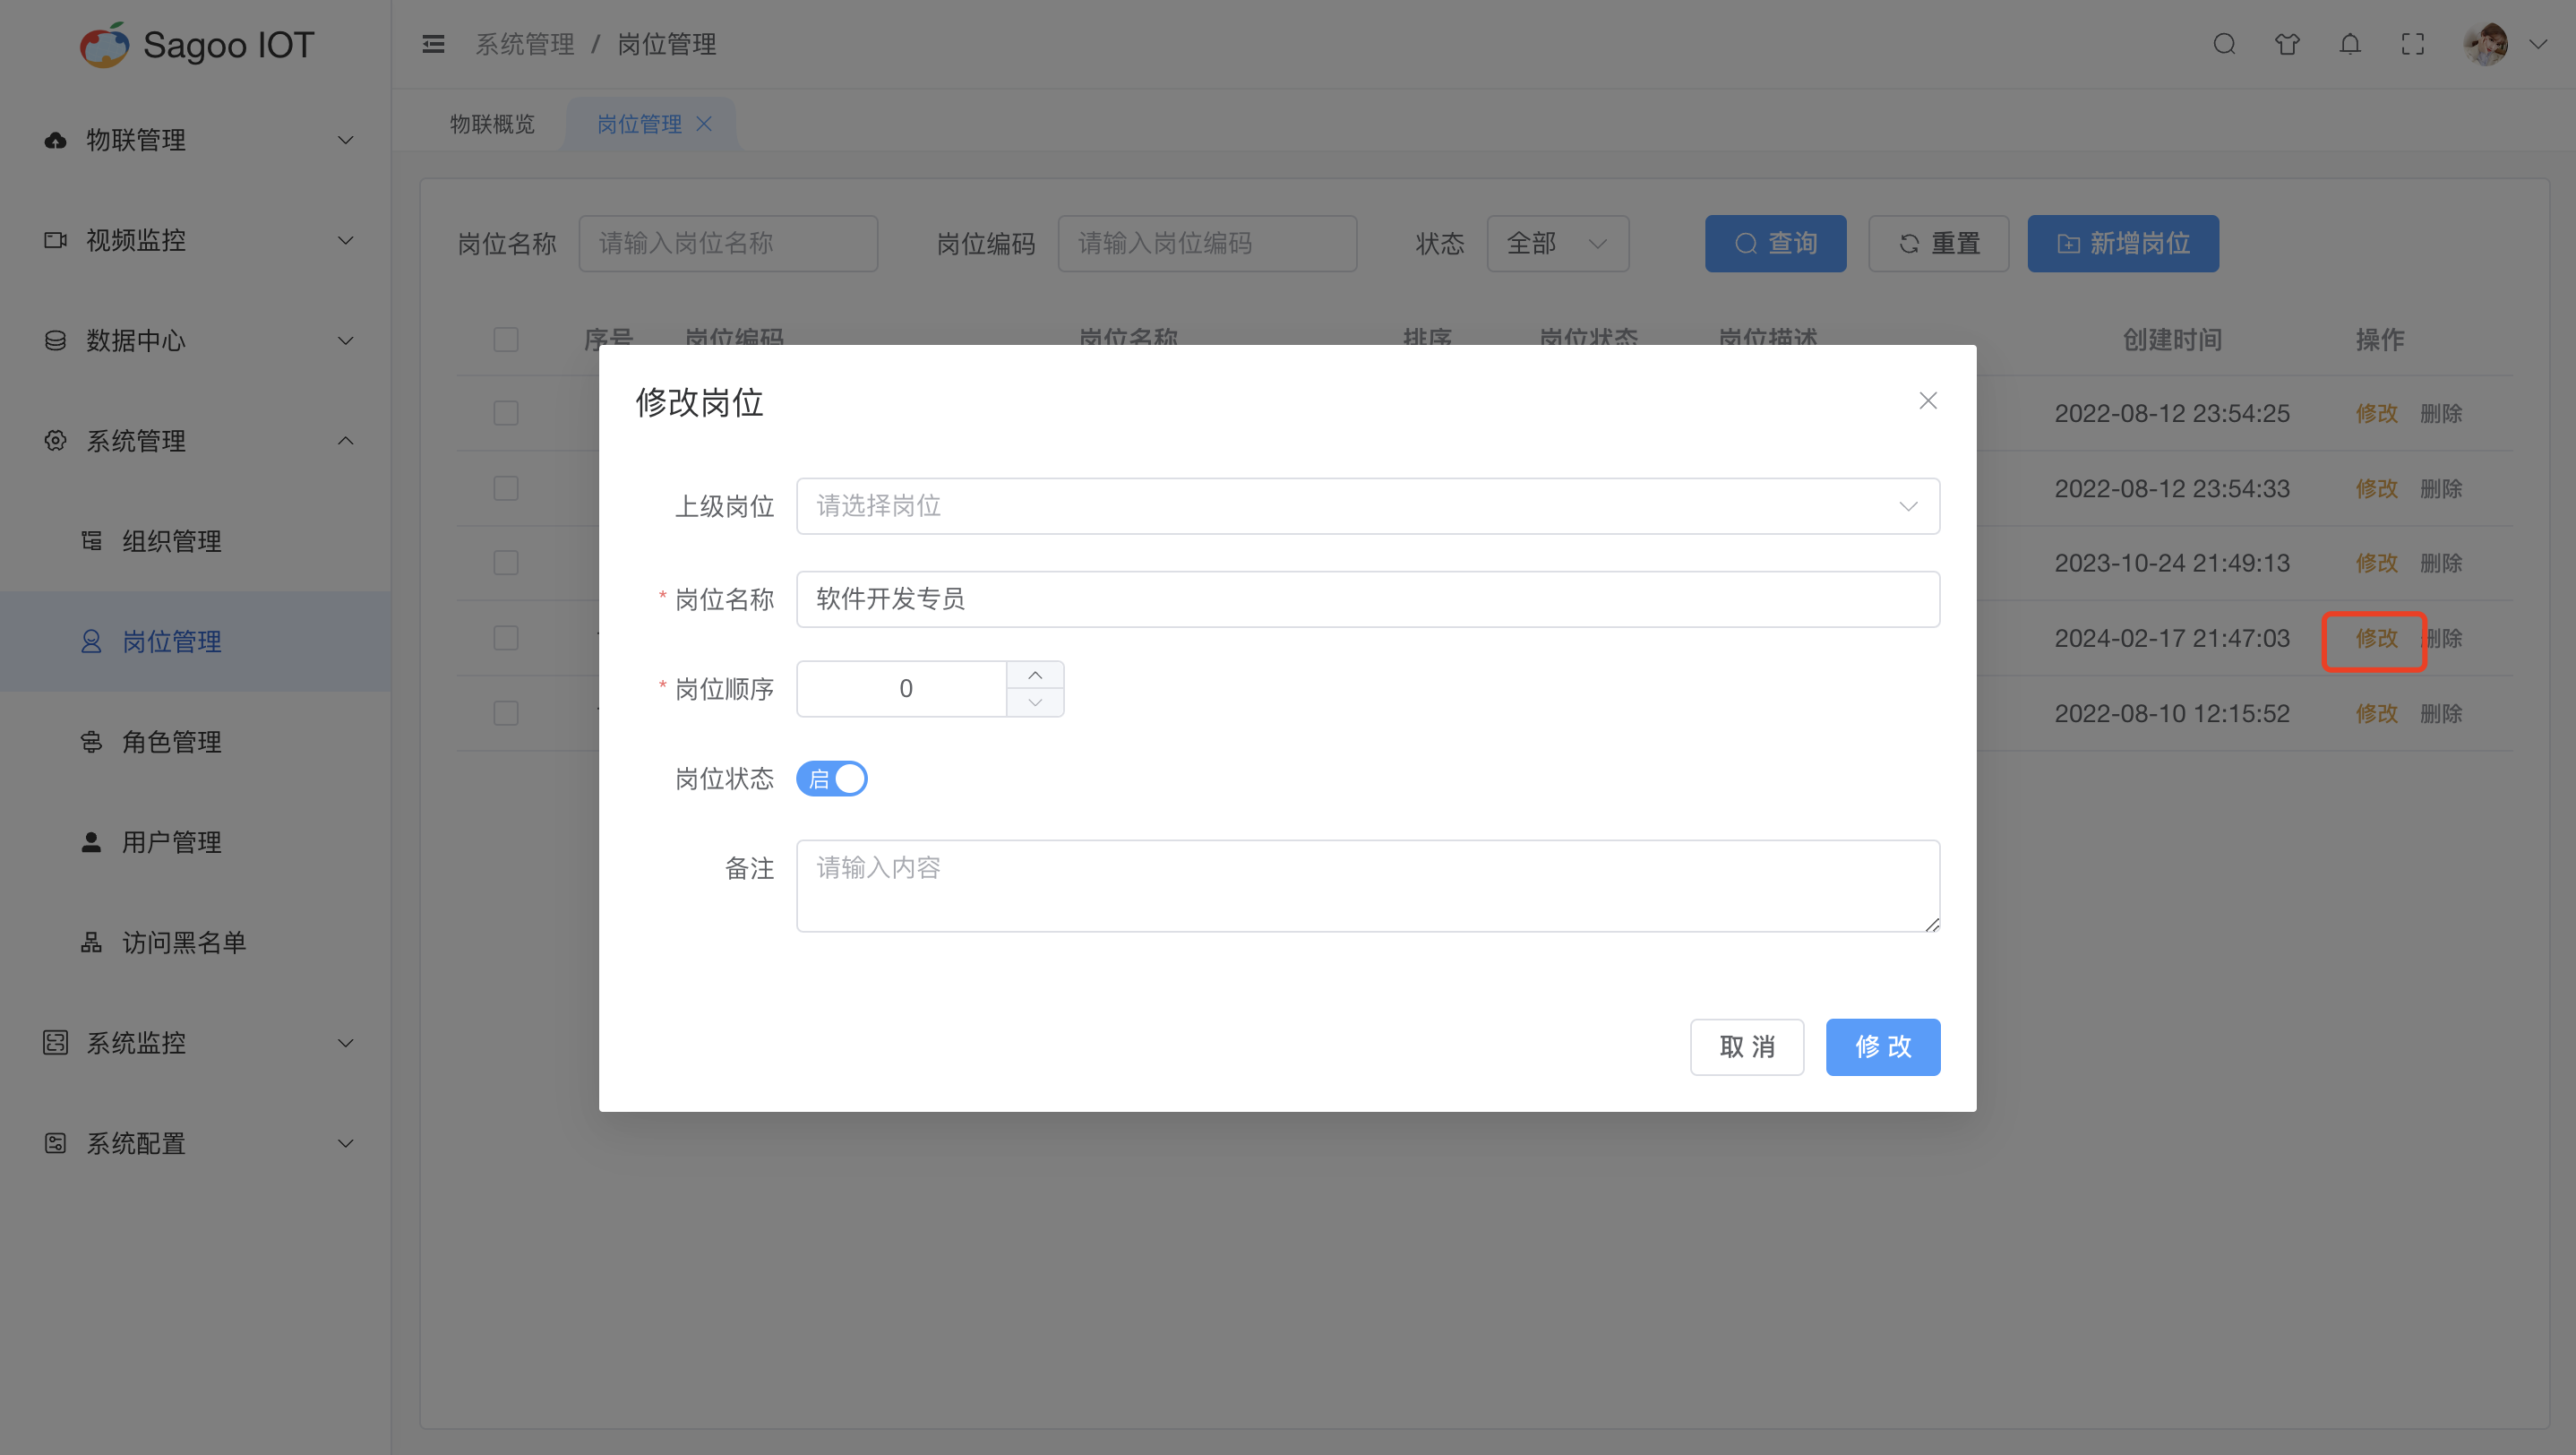 Sagoo IOT
系统管理 / 岗位管理
物联管理
视频监控
数据中心
系统管理
组织管理
岗位管理
角色管理
用户管理
访问黑名单
系统监控
系统配置
物联概览 岗位管理
岗位名称 请输入岗位名称 岗位编码 请输入岗位编码 状态 全部 查询 重置 新增岗位
序号 岗位编码 岗位名称 排序 岗位状态 岗位描述 创建时间 操作
2022-08-12 23:54:25 修改 删除
2022-08-12 23:54:33 修改 删除
2023-10-24 21:49:13 修改 删除
2024-02-17 21:47:03 修改 删除
2022-08-10 12:15:52 修改 删除
修改岗位
上级岗位 请选择岗位
* 岗位名称 软件开发专员
* 岗位顺序 0
岗位状态 启
备注 请输入内容
取 消 修 改